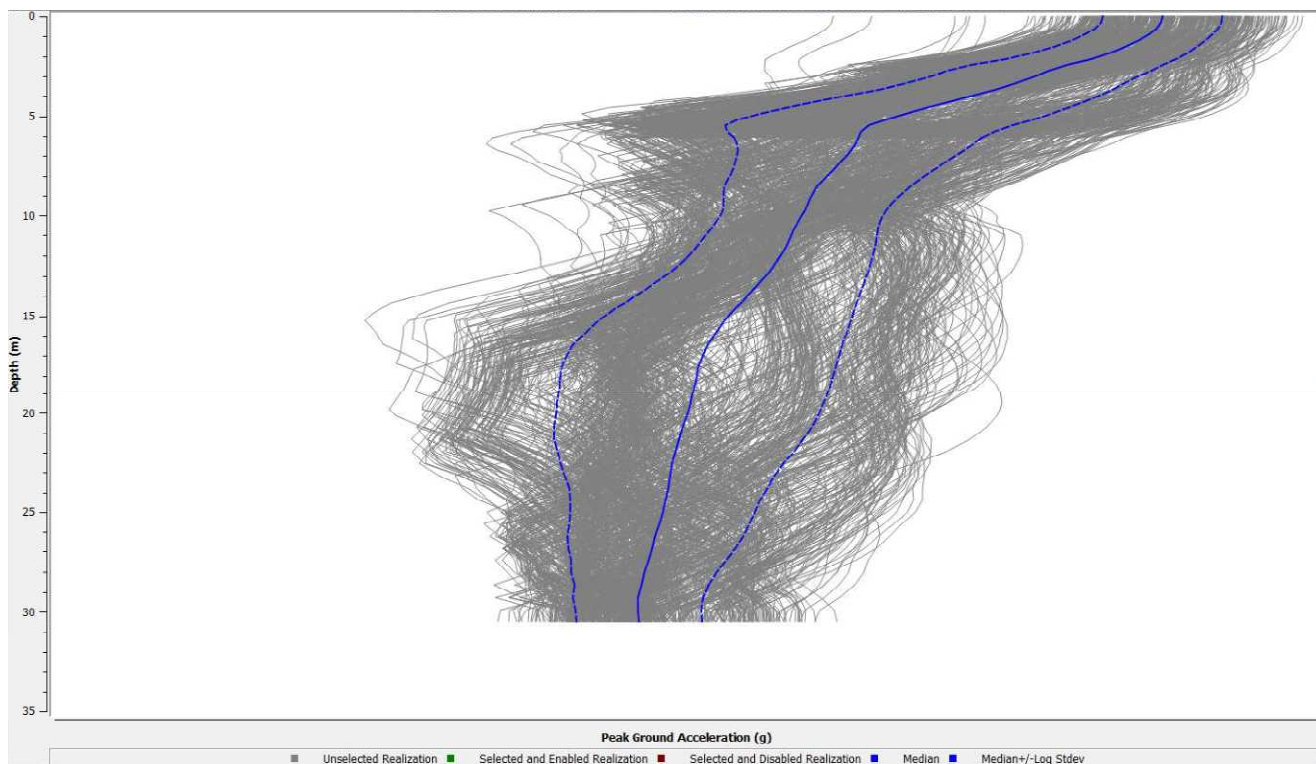 0
5
10
15
20
25
30
35
Depth (m)
Peak Ground Acceleration (g)
Unselected Realization Selected and Enabled Realization Selected and Disabled Realization Median Median+/-Log Stdev